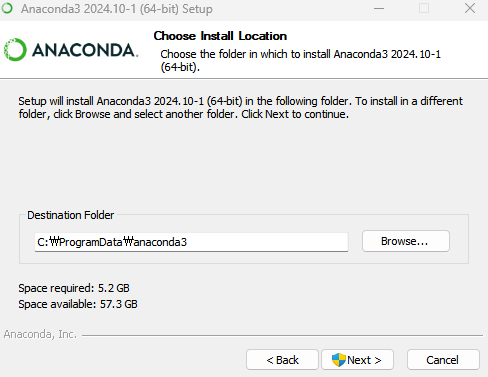 Anaconda3 2024.10-1 (64-bit) Setup
ANACONDA.
Choose Install Location
Choose the folder in which to install Anaconda3 2024.10-1
(64-bit).
Setup will install Anaconda3 2024.10-1 (64-bit) in the following folder. To install in a different
folder, click Browse and select another folder. Click Next to continue.
Destination Folder
C:₩ProgramData₩anaconda3
Browse...
Space required: 5.2 GB
Space available: 57.3 GB
Anaconda, Inc.
< Back
Next >
Cancel